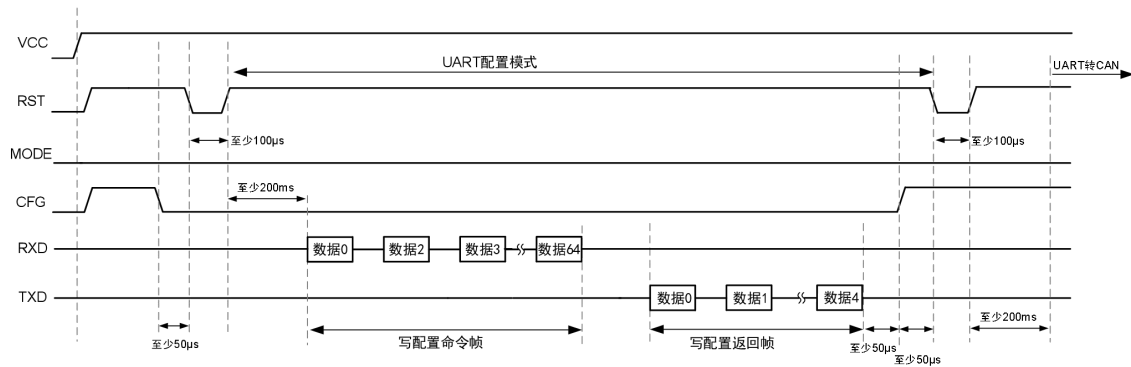 VCC
UART配置模式
UART转CAN
RST
至少100μs
至少100μs
MODE
至少200ms
CFG
RXD
数据0
数据2
数据3
数据64
TXD
数据0
数据1
数据4
至少200ms
至少50μs
写配置命令帧
写配置返回帧
至少50μs
至少50μs